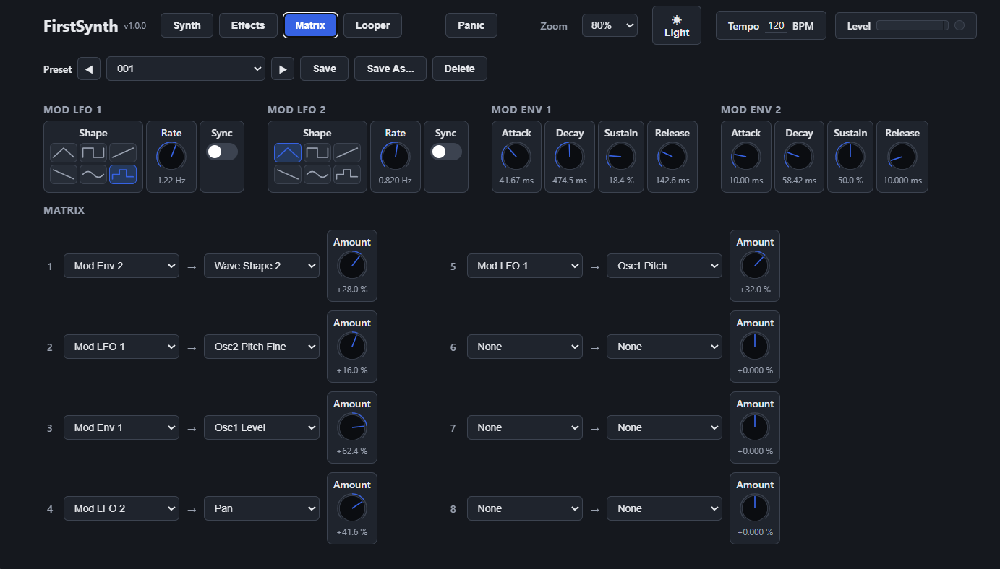 FirstSynth v1.0.0 Synth Effects Matrix Looper Panic Zoom 80% Light Tempo 120 BPM Level
Preset ◀ 001 ▶ Save Save As... Delete
MOD LFO 1 MOD LFO 2 MOD ENV 1 MOD ENV 2
Shape Rate Sync Shape Rate Sync Attack Decay Sustain Release Attack Decay Sustain Release
1.22 Hz 0.820 Hz 41.67 ms 474.5 ms 18.4 % 142.6 ms 10.00 ms 58.42 ms 50.0 % 10.000 ms
MATRIX
Amount Amount
1 Mod Env 2 → Wave Shape 2 5 Mod LFO 1 → Osc1 Pitch
+28.0 % +32.0 %
Amount Amount
2 Mod LFO 1 → Osc2 Pitch Fine 6 None → None
+16.0 % +0.000 %
Amount Amount
3 Mod Env 1 → Osc1 Level 7 None → None
+62.4 % +0.000 %
Amount Amount
4 Mod LFO 2 → Pan 8 None → None
+41.6 % +0.000 %